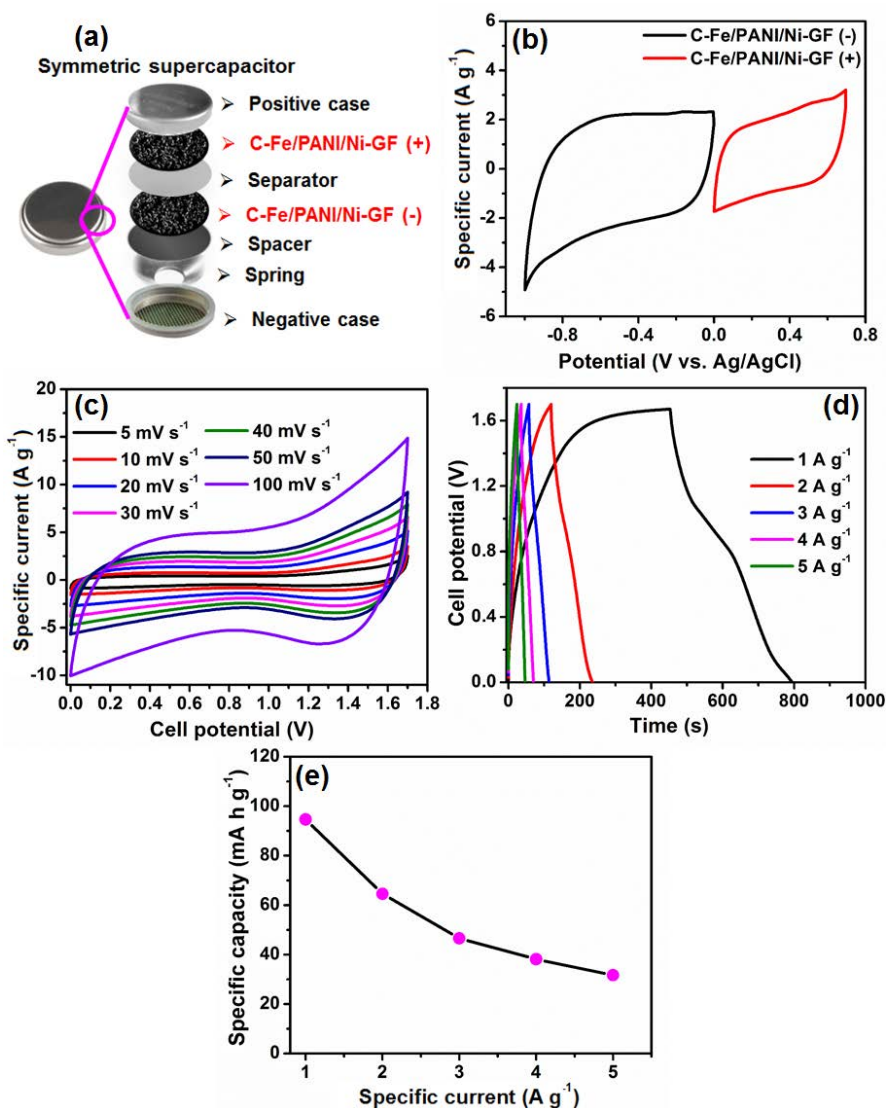 (a)
Symmetric supercapacitor
➢ Positive case
➢ C-Fe/PANI/Ni-GF (+)
➢ Separator
➢ C-Fe/PANI/Ni-GF (-)
➢ Spacer
➢ Spring
➢ Negative case
(b)
C-Fe/PANI/Ni-GF (-)
C-Fe/PANI/Ni-GF (+)
Specific current (A g⁻¹)
6
4
2
0
-2
-4
-6
-0.8
-0.4
0.0
0.4
0.8
Potential (V vs. Ag/AgCl)
(c)
5 mV s⁻¹
10 mV s⁻¹
20 mV s⁻¹
30 mV s⁻¹
40 mV s⁻¹
50 mV s⁻¹
100 mV s⁻¹
Specific current (A g⁻¹)
25
20
15
10
5
0
-5
-10
0.0 0.2 0.4 0.6 0.8 1.0 1.2 1.4 1.6 1.8
Cell potential (V)
(d)
1 A g⁻¹
2 A g⁻¹
3 A g⁻¹
4 A g⁻¹
5 A g⁻¹
Cell potential (V)
1.6
1.2
0.8
0.4
0.0
0 200 400 600 800 1000
Time (s)
(e)
Specific capacity (mA h g⁻¹)
120
100
80
60
40
20
0
1 2 3 4 5
Specific current (A g⁻¹)